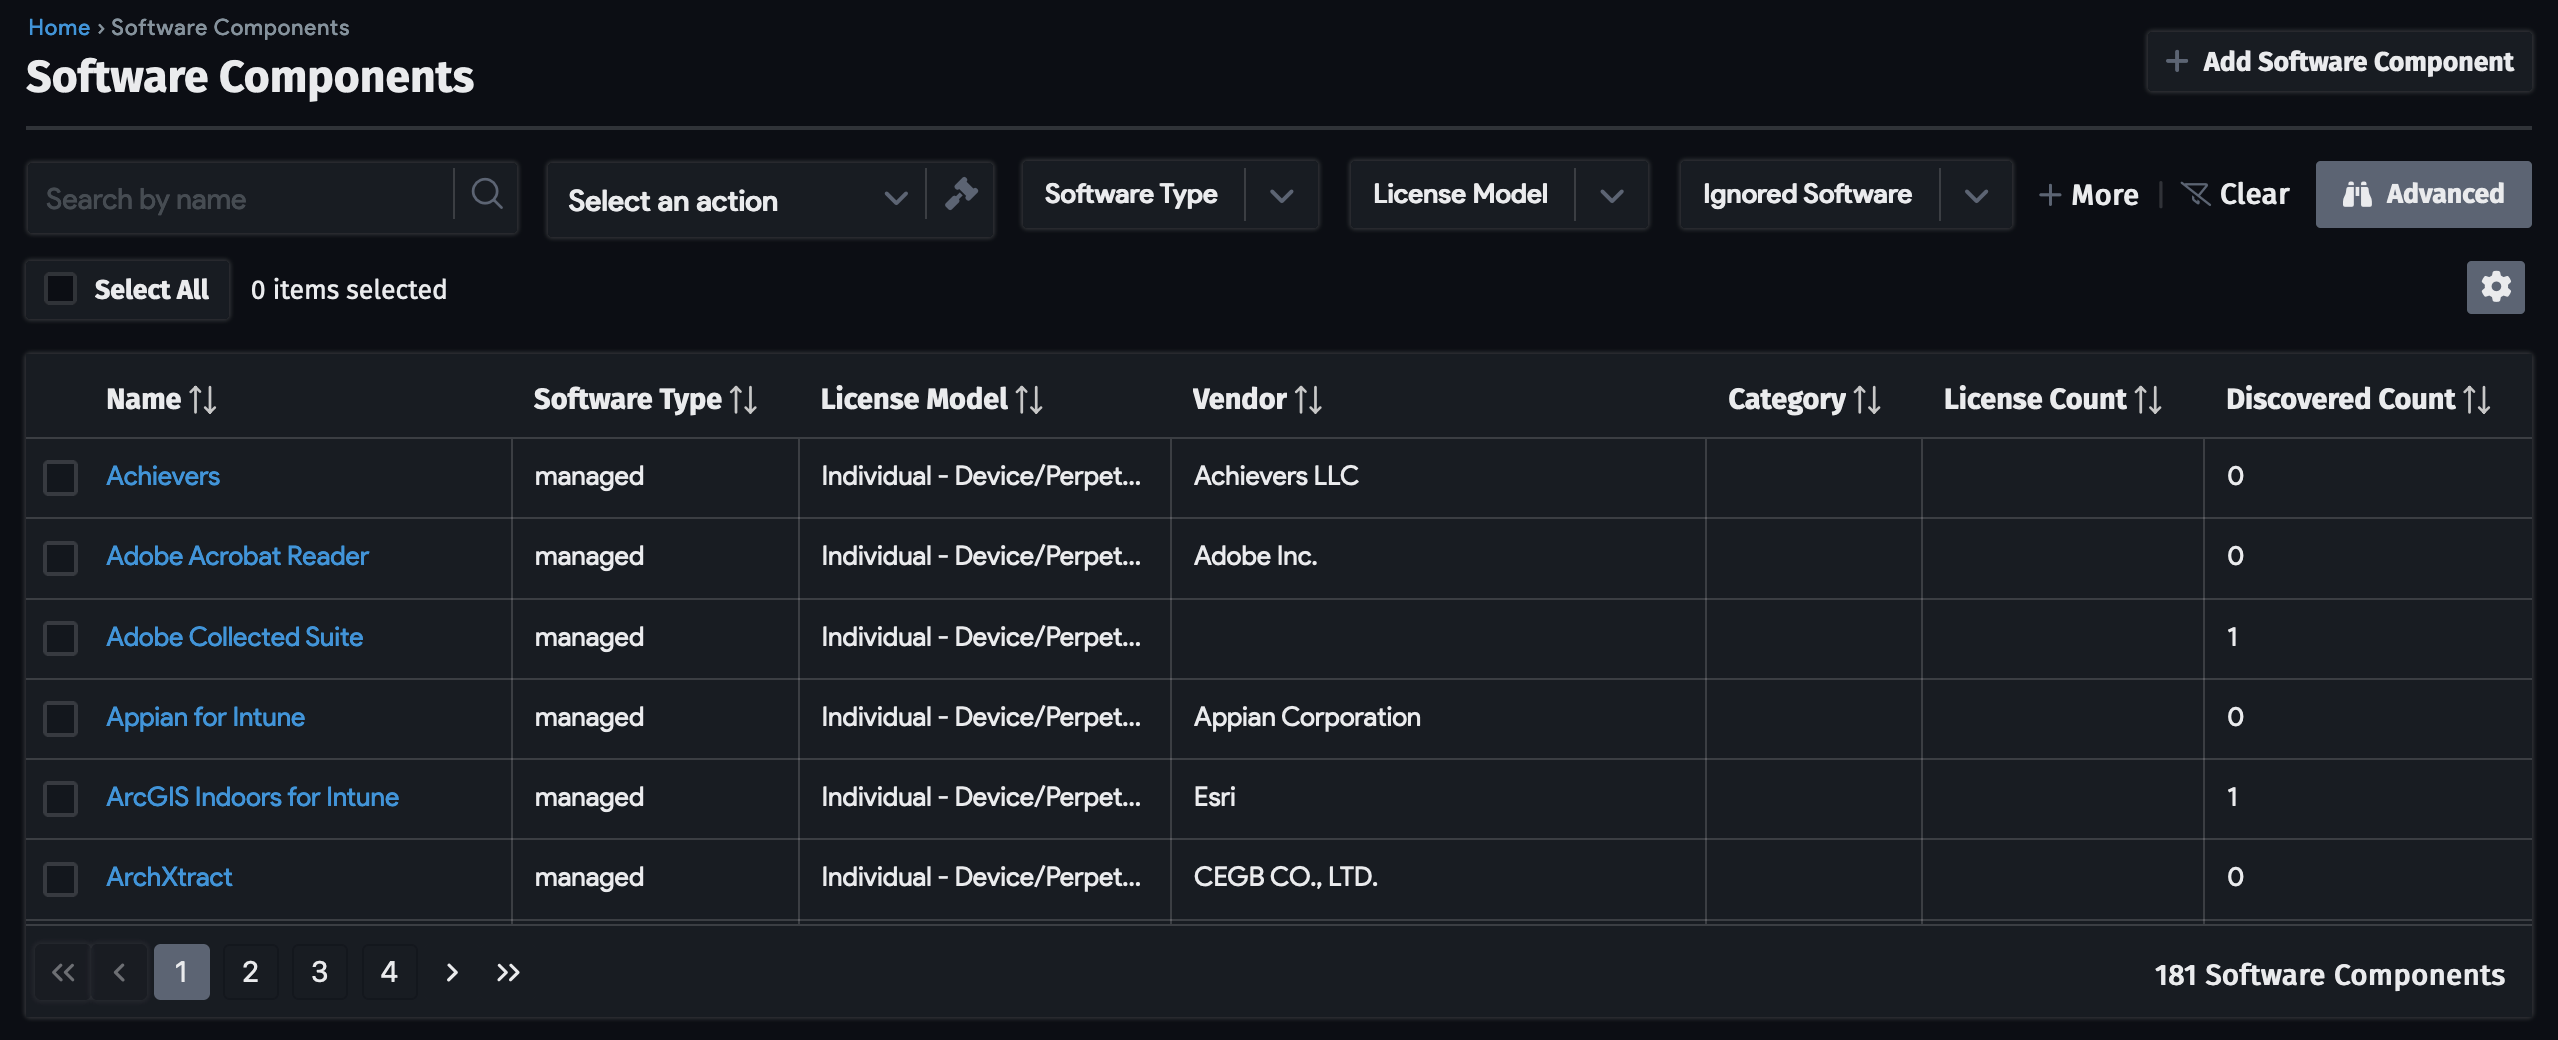 Home › Software Components
Software Components
+ Add Software Component
Search by name
Select an action
Software Type
License Model
Ignored Software
+ More | Clear
Advanced
Select All 0 items selected
Name Software Type License Model Vendor Category License Count Discovered Count
Achievers managed Individual - Device/Perpet... Achievers LLC 0
Adobe Acrobat Reader managed Individual - Device/Perpet... Adobe Inc. 0
Adobe Collected Suite managed Individual - Device/Perpet... 1
Appian for Intune managed Individual - Device/Perpet... Appian Corporation 0
ArcGIS Indoors for Intune managed Individual - Device/Perpet... Esri 1
ArchXtract managed Individual - Device/Perpet... CEGB CO., LTD. 0
« ‹ 1 2 3 4 › »
181 Software Components